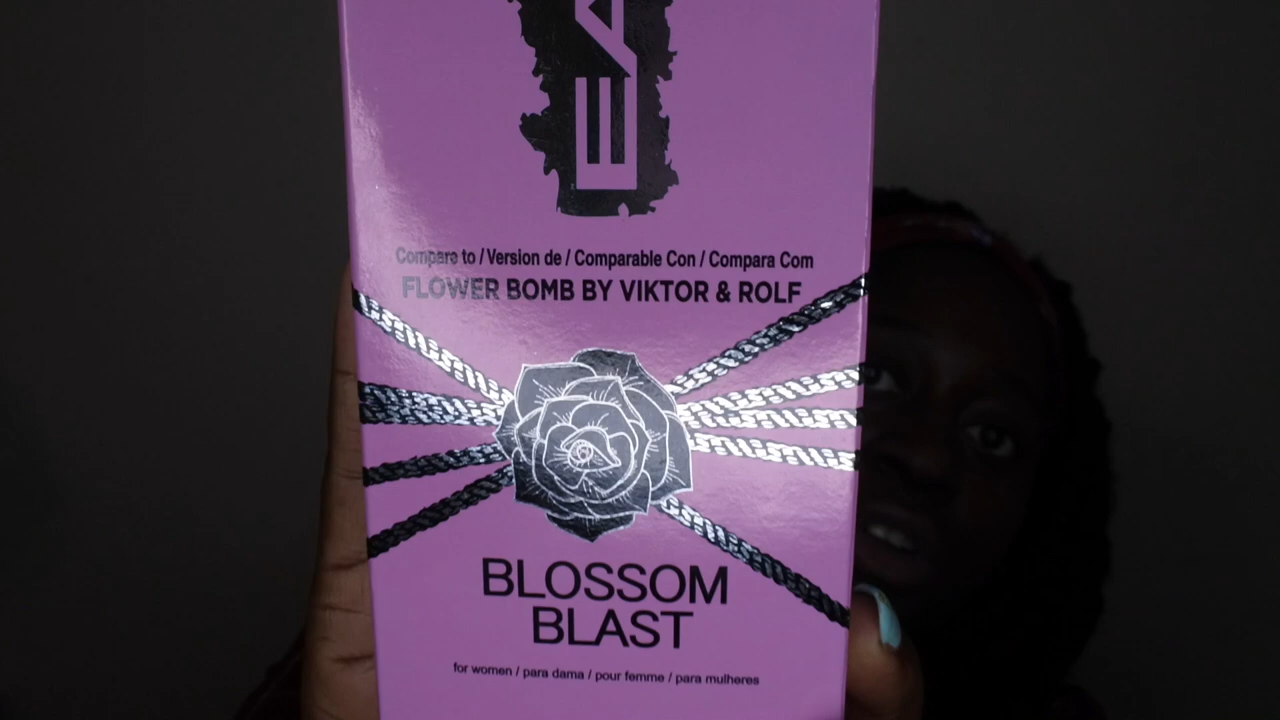 EA
Compare to / Version de / Comparable Con / Compara Com
FLOWER BOMB BY VIKTOR & ROLF
BLOSSOM
BLAST
for women / para dama / pour femme / para mulheres